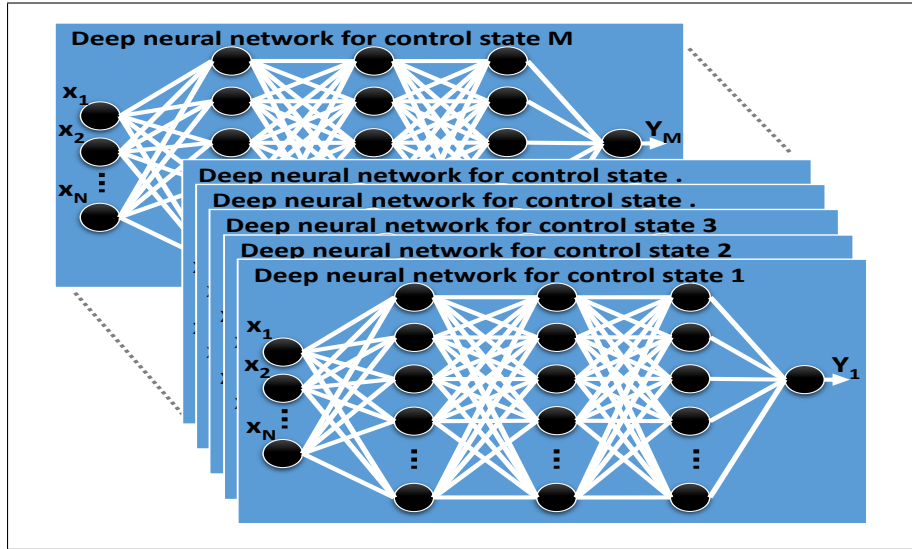 Deep neural network for control state M
x1
x2
xN
YM
Deep neural network for control state .
Deep neural network for control state .
Deep neural network for control state 3
Deep neural network for control state 2
Deep neural network for control state 1
x1
x2
xN
Y1